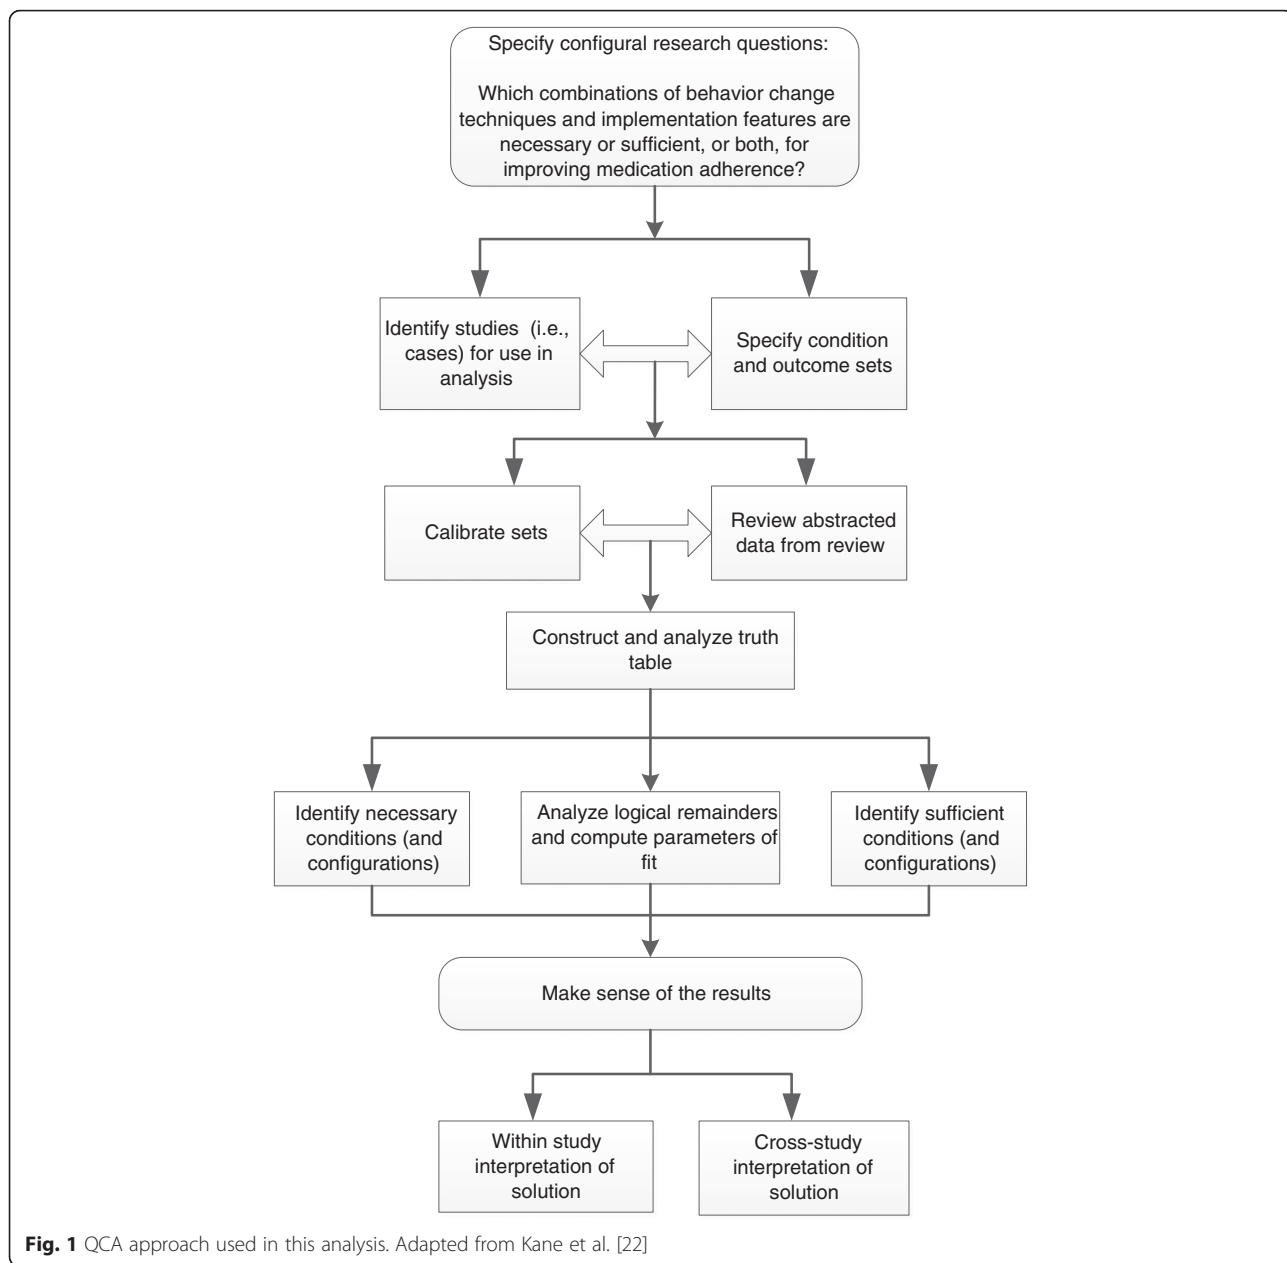 Specify configural research questions:
Which combinations of behavior change
techniques and implementation features are
necessary or sufficient, or both, for
improving medication adherence?
Identify studies (i.e.,
cases) for use in
analysis
Specify condition
and outcome sets
Calibrate sets
Review abstracted
data from review
Construct and analyze truth
table
Identify necessary
conditions (and
configurations)
Analyze logical remainders
and compute parameters of
fit
Identify sufficient
conditions (and
configurations)
Make sense of the results
Within study
interpretation of
solution
Cross-study
interpretation of
solution
Fig. 1 QCA approach used in this analysis. Adapted from Kane et al. [22]